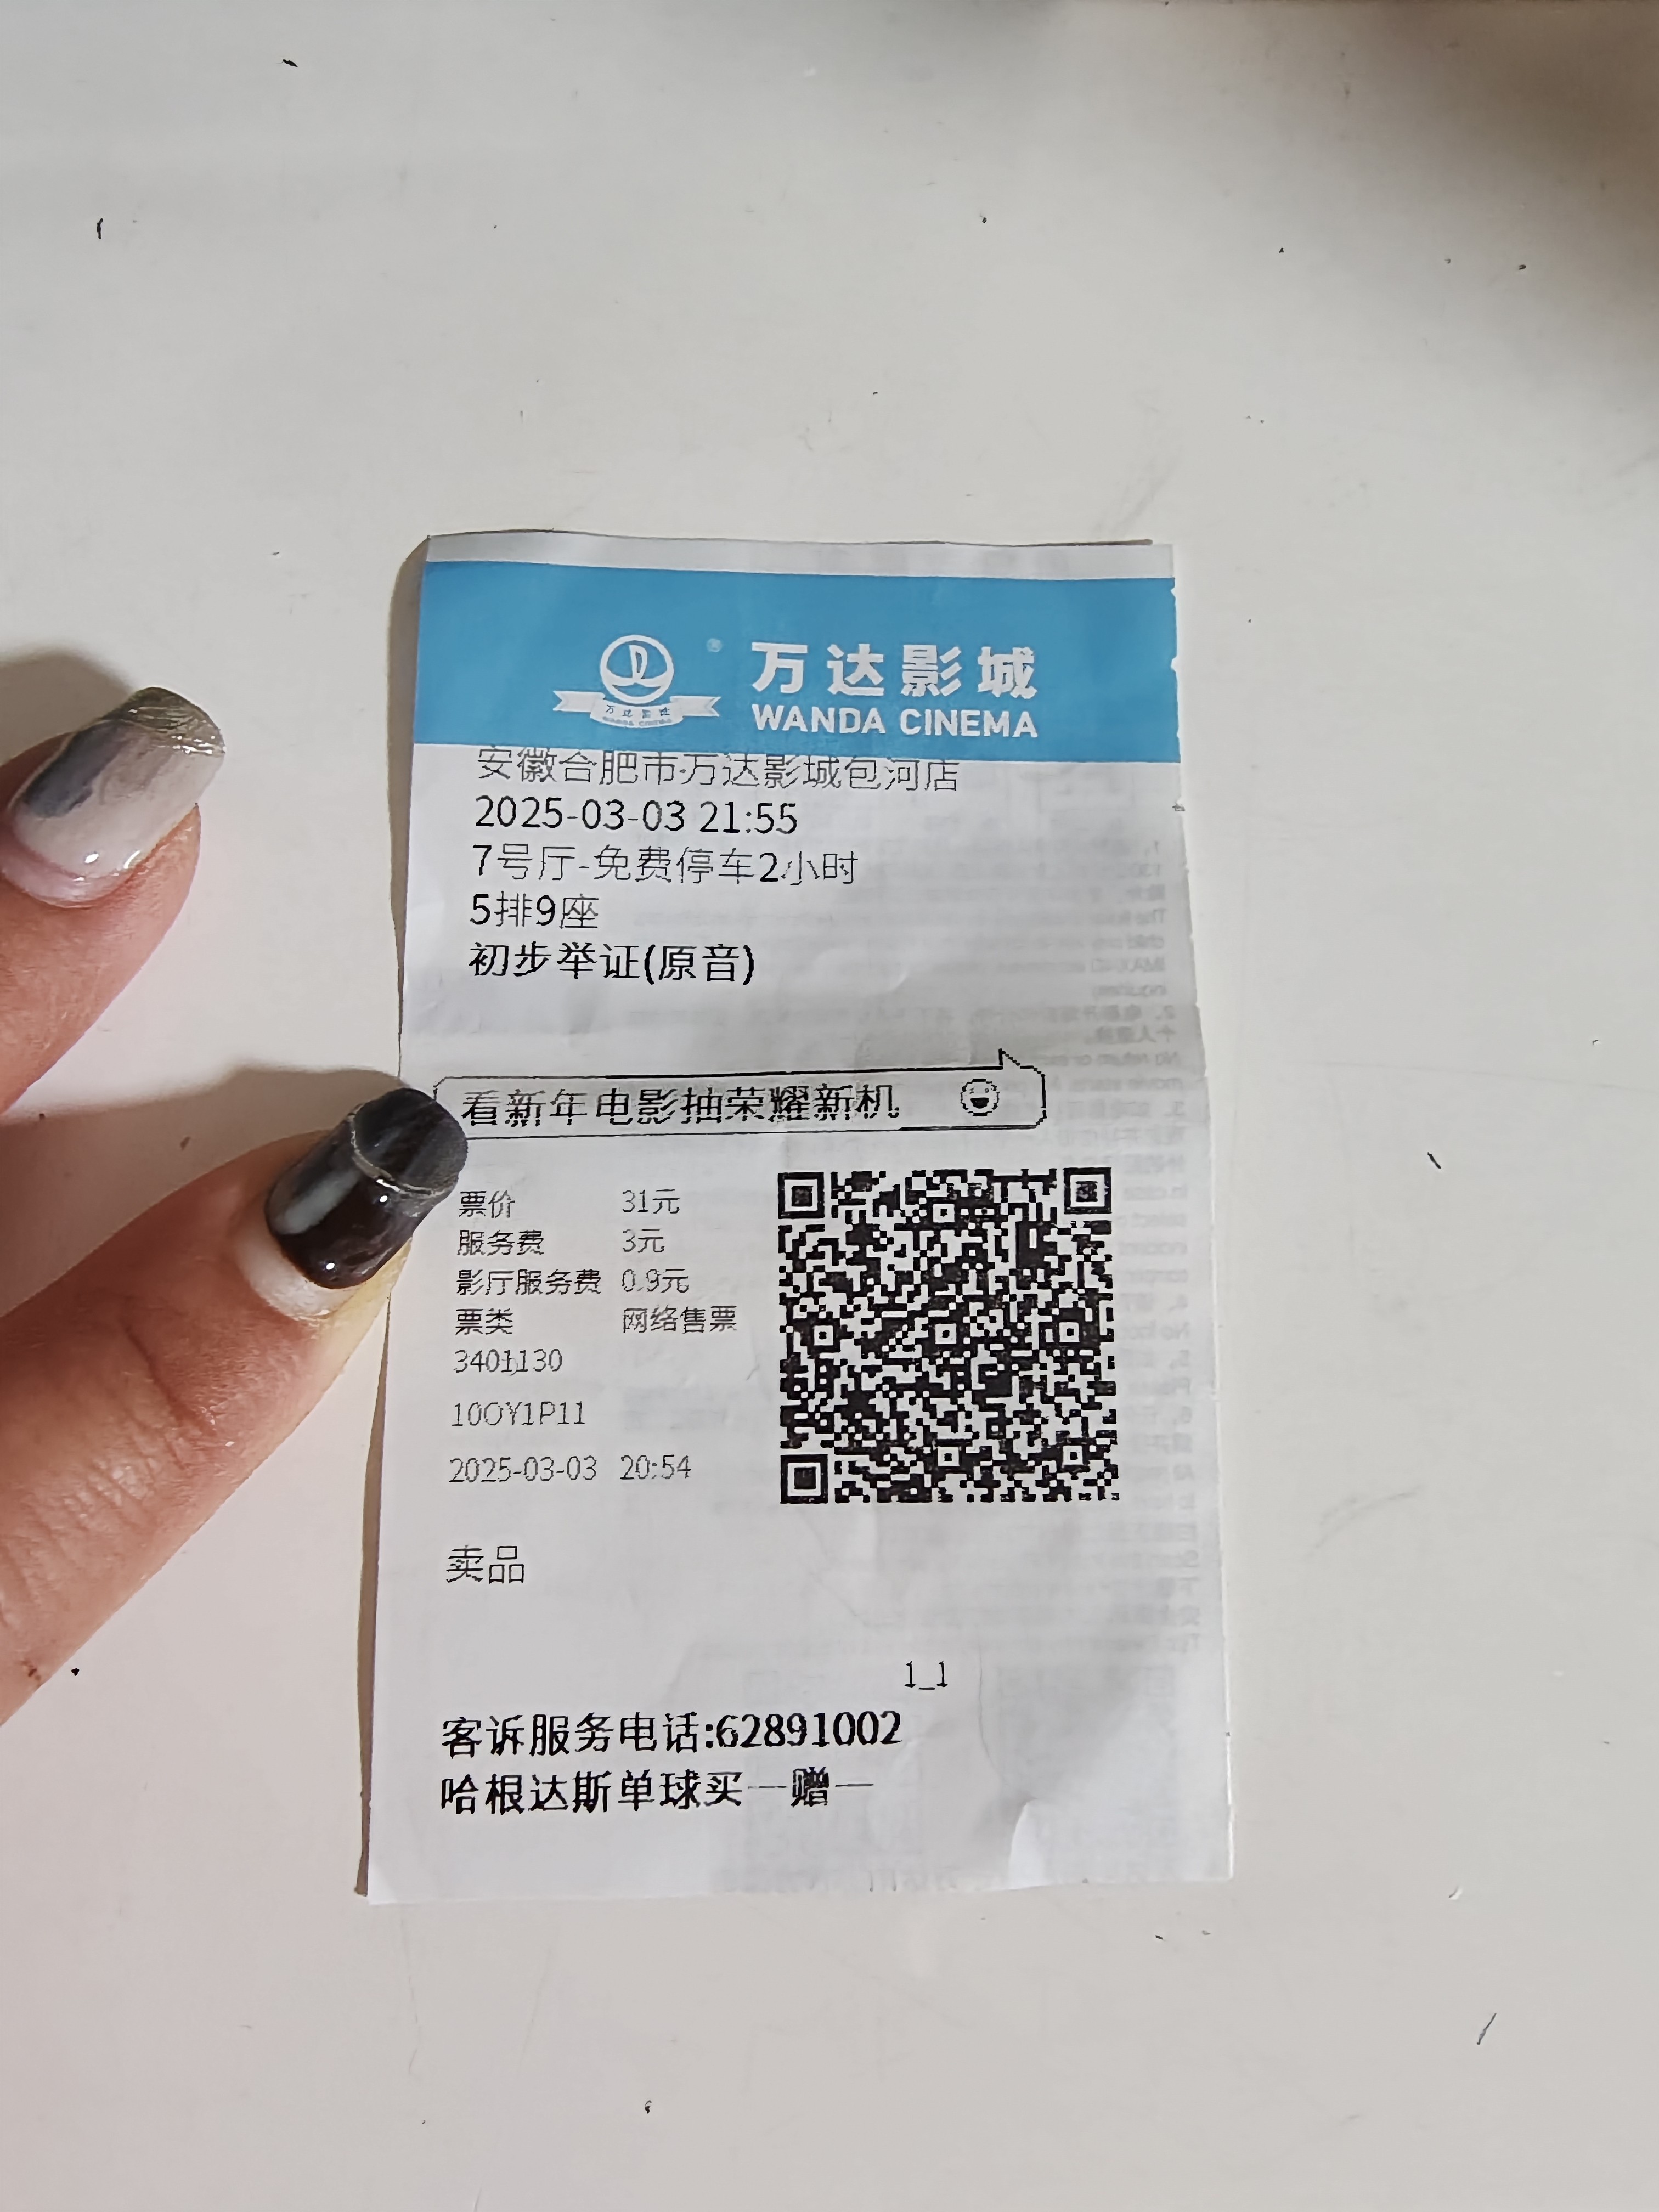 万达影城
WANDA CINEMA
安徽合肥市万达影城包河店
2025-03-03 21:55
7号厅-免费停车2小时
5排9座
初步举证(原音)
看新年电影抽荣耀新机
票价 31元
服务费 3元
影厅服务费 0.9元
票类 网络售票
3401130
10OY1P11
2025-03-03 20:54
卖品
1_1
客诉服务电话:62891002
哈根达斯单球买一赠一